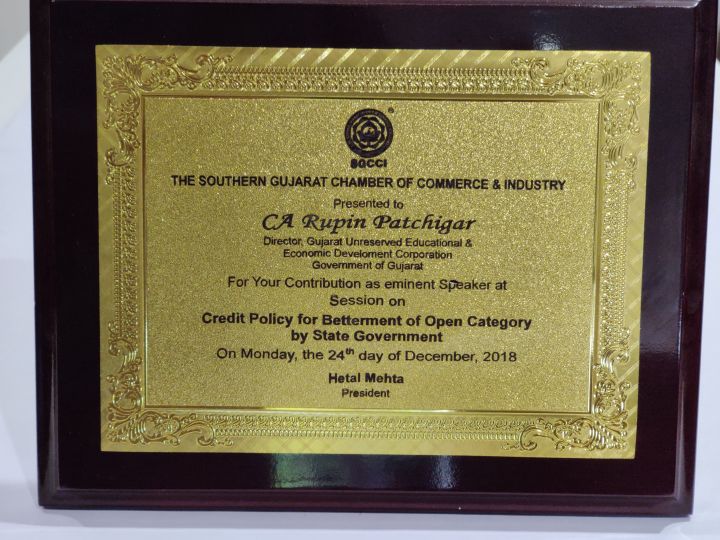 ®
SGCCI
THE SOUTHERN GUJARAT CHAMBER OF COMMERCE & INDUSTRY
Presented to
CA Rupin Patchigar
Director, Gujarat Unreserved Educational &
Economic Develoment Corporation
Government of Gujarat
For Your Contribution as eminent Speaker at
Session on
Credit Policy for Betterment of Open Category
by State Government
On Monday, the 24th day of December, 2018
Hetal Mehta
President